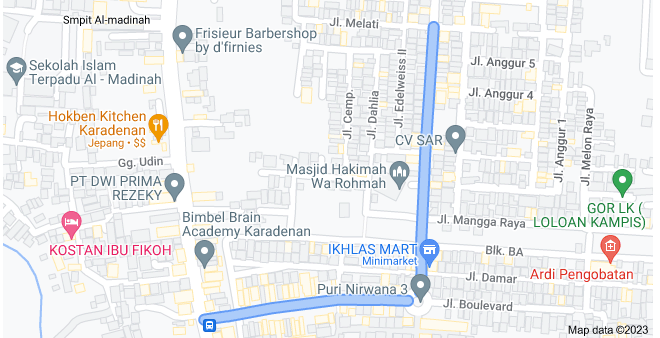 Smpit Al-madinah
Jl. Melati
Frisieur Barbershop
by d'firnies
Jl. Anggur 5
Sekolah Islam
Terpadu Al - Madinah
Jl. Edelweiss II
Jl. Anggur 4
Hokben Kitchen
Karadenan
Jepang • $$
Jl. Cemp.
Jl. Dahlia
CV SAR
Jl. Anggur 1
Jl. Melon Raya
Gg. Udin
Masjid Hakimah
Wa Rohmah
PT DWI PRIMA
REZEKY
GOR LK (
LOLOAN KAMPIS)
Bimbel Brain
Academy Karadenan
Jl. Mangga Raya
KOSTAN IBU FIKOH
IKHLAS MART
Minimarket
Blk. BA
Ardi Pengobatan
Jl. Damar
Puri Nirwana 3
Jl. Boulevard
Map data ©2023